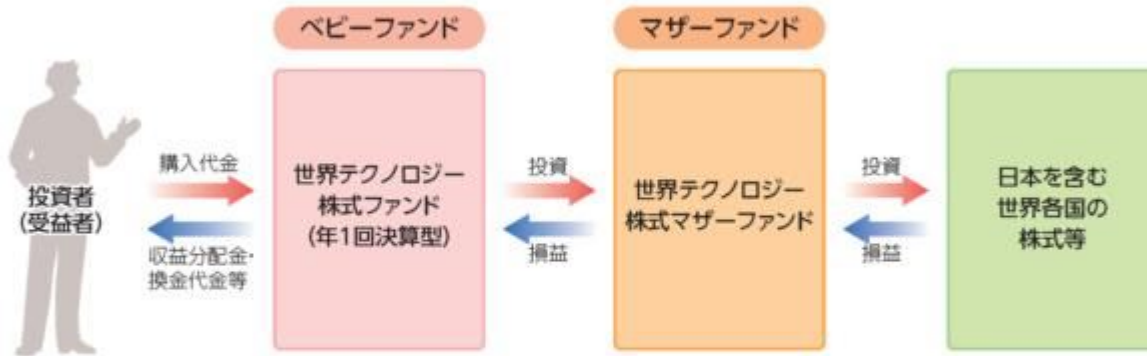 ベビーファンド
マザーファンド
投資者
(受益者)
購入代金
収益分配金・
換金代金等
世界テクノロジー
株式ファンド
(年1回決算型)
投資
損益
世界テクノロジー
株式マザーファンド
投資
損益
日本を含む
世界各国の
株式等